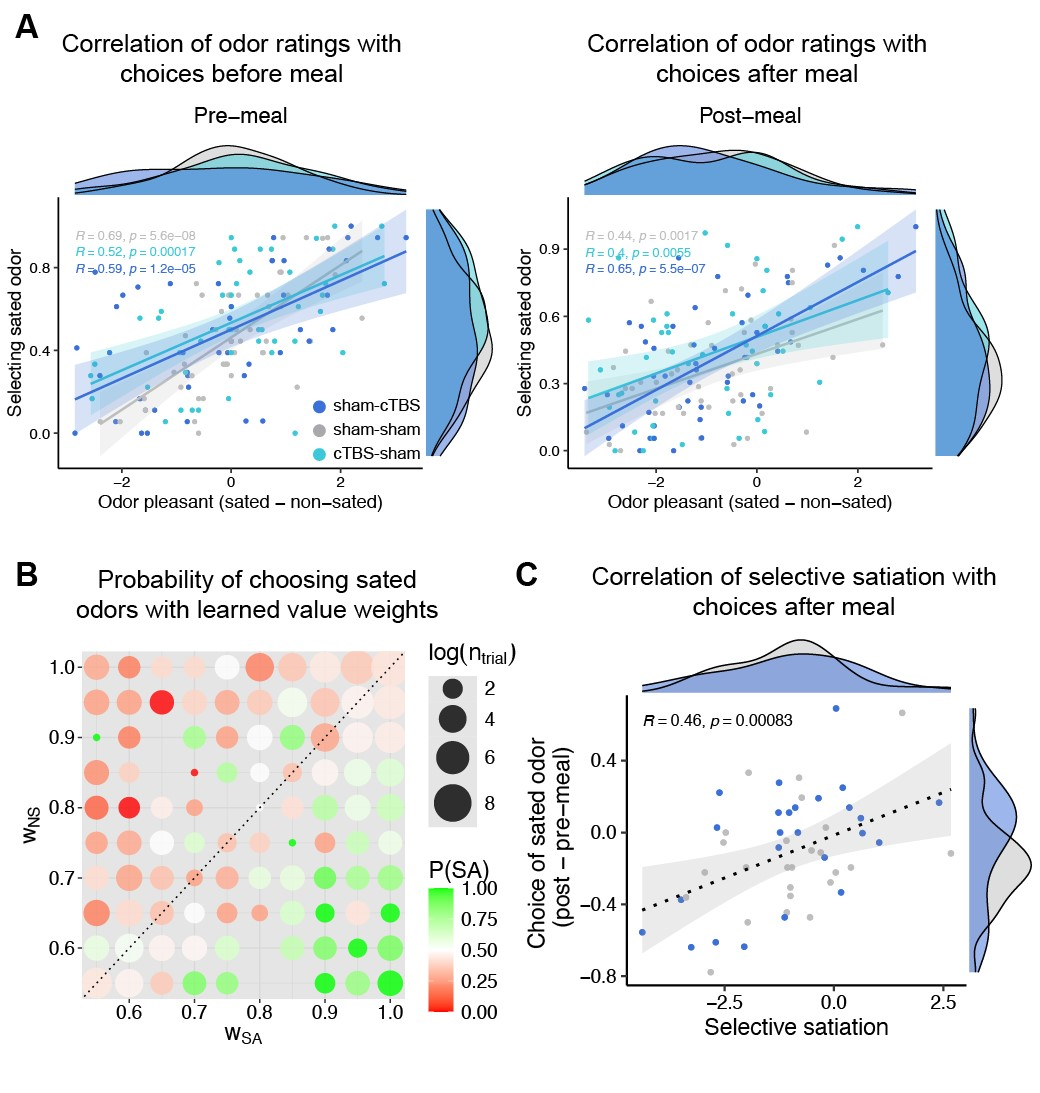 A
Correlation of odor ratings with
choices before meal
Pre−meal
R = 0.69, p = 5.6e−08
R = 0.52, p = 0.00017
R = 0.59, p = 1.2e−05
Selecting sated odor
0.8
0.4
0.0
sham-cTBS
sham-sham
cTBS-sham
−2
0
2
Odor pleasant (sated − non−sated)
Correlation of odor ratings with
choices after meal
Post−meal
R = 0.44, p = 0.0017
R = 0.4, p = 0.0055
R = 0.65, p = 5.5e−07
Selecting sated odor
0.9
0.6
0.3
0.0
−2
0
2
Odor pleasant (sated − non−sated)
B
Probability of choosing sated
odors with learned value weights
wNS
1.0
0.9
0.8
0.7
0.6
0.6
0.7
0.8
0.9
1.0
wSA
log(ntrial)
2
4
6
8
P(SA)
1.00
0.75
0.50
0.25
0.00
C
Correlation of selective satiation with
choices after meal
R = 0.46, p = 0.00083
Choice of sated odor
(post − pre−meal)
0.4
0.0
−0.4
−0.8
−2.5
0.0
2.5
Selective satiation